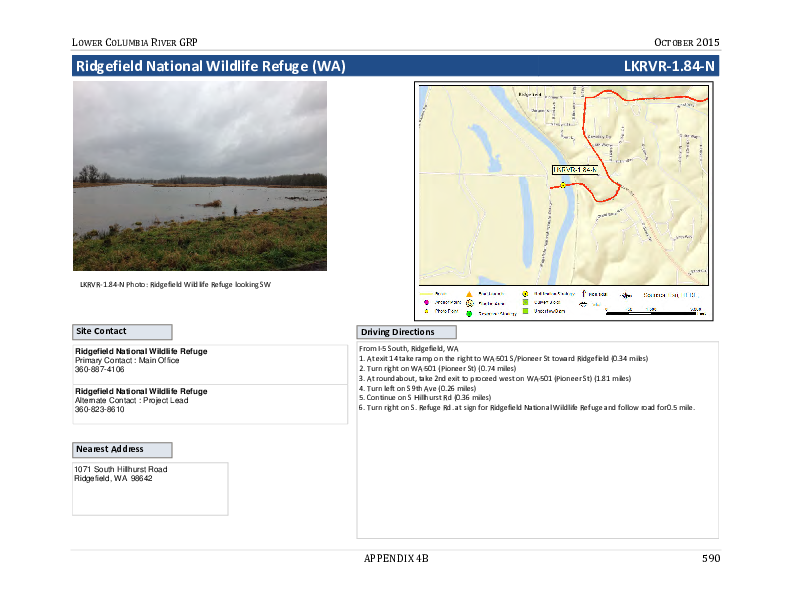 LOWER COLUMBIA RIVER GRP
OCTOBER 2015
Ridgefield National Wildlife Refuge (WA)
LKRVR-1.84-N
Ridgefield
LKRVR-1.84-N
LKRVR-1.84-N Photo: Ridgefield Wildlife Refuge looking SW
Site Contact
Ridgefield National Wildlife Refuge
Primary Contact : Main Office
360-887-4106
Ridgefield National Wildlife Refuge
Alternate Contact : Project Lead
360-823-8610
Nearest Address
1071 South Hillhurst Road
Ridgefield, WA 98642
Driving Directions
From I-5 South, Ridgefield, WA
1. At exit 14 take ramp on the right to WA-501 S/Pioneer St toward Ridgefield (0.34 miles)
2. Turn right on WA-501 (Pioneer St) (0.74 miles)
3. At roundabout, take 2nd exit to proceed west on WA-501 (Pioneer St) (1.81 miles)
4. Turn left on S 9th Ave (0.26 miles)
5. Continue on S Hillhurst Rd (0.36 miles)
6. Turn right on S. Refuge Rd. at sign for Ridgefield National Wildlife Refuge and follow road for 0.5 mile.
APPENDIX 4B
590